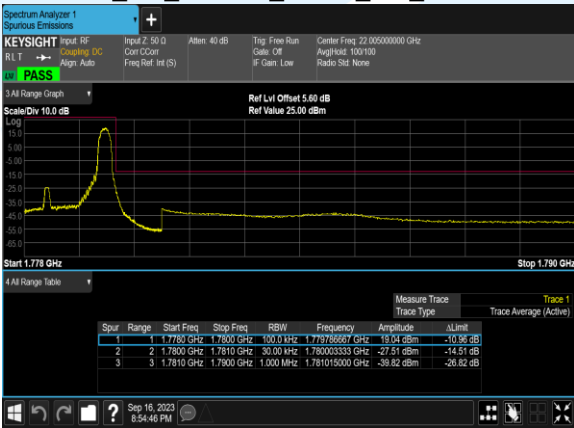 Spectrum Analyzer 1
Spurious Emissions
+
KEYSIGHT Input: RF Input Z: 50 Ω Atten: 40 dB Trig: Free Run Center Freq: 22.005000000 GHz
RLT Coupling: DC Corr CCorr Gate: Off Avg|Hold: 100/100
Align: Auto Freq Ref: Int (S) IF Gain: Low Radio Std: None
LXI PASS
3 All Range Graph
Ref Lvl Offset 5.60 dB
Scale/Div 10.0 dB Ref Value 25.00 dBm
Log
15.0
5.00
-5.00
-15.0
-25.0
-35.0
-45.0
-55.0
-65.0
Start 1.778 GHz Stop 1.790 GHz
4 All Range Table
Measure Trace Trace 1
Trace Type Trace Average (Active)
Spur Range Start Freq Stop Freq RBW Frequency Amplitude ΔLimit
1 1 1.7780 GHz 1.7800 GHz 100.0 kHz 1.779786667 GHz 19.04 dBm -10.96 dB
2 2 1.7800 GHz 1.7810 GHz 30.00 kHz 1.780003333 GHz -27.51 dBm -14.51 dB
3 3 1.7810 GHz 1.7900 GHz 1.000 MHz 1.781015000 GHz -39.82 dBm -26.82 dB
? Sep 16, 2023
8:54:46 PM